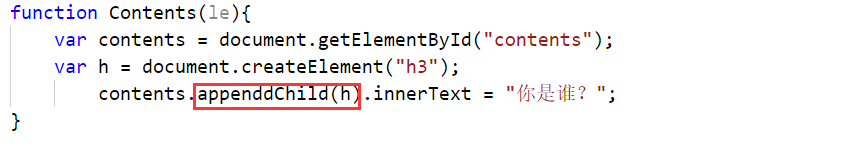 function Contents(le){
var contents = document.getElementById("contents");
var h = document.createElement("h3");
contents.appenddChild(h).innerText = "你是谁？";
}